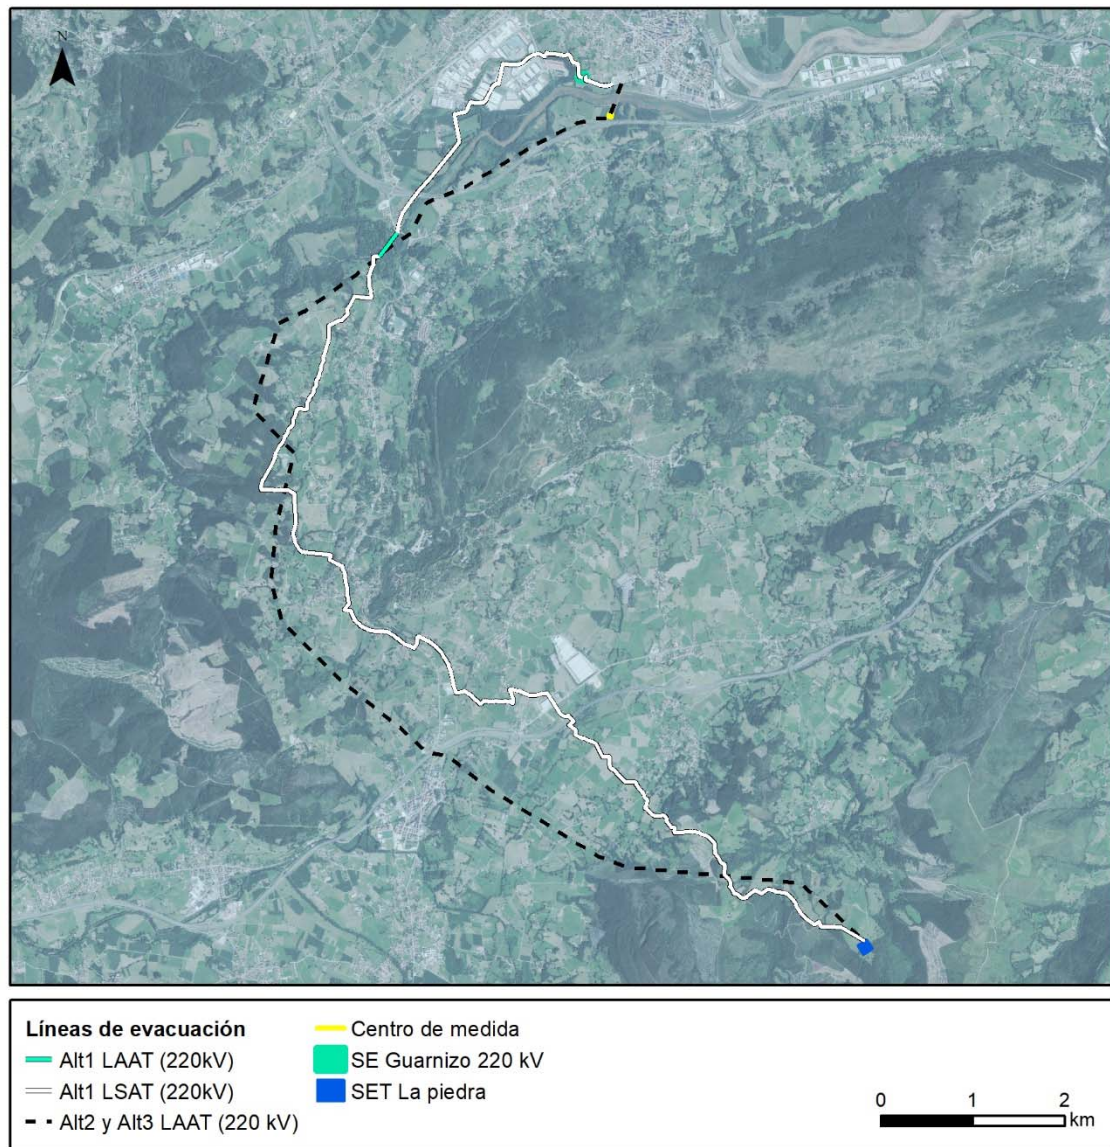 N
Líneas de evacuación
Alt1 LAAT (220kV)
Alt1 LSAT (220kV)
Alt2 y Alt3 LAAT (220 kV)
Centro de medida
SE Guarnizo 220 kV
SET La piedra
0 1 2
km